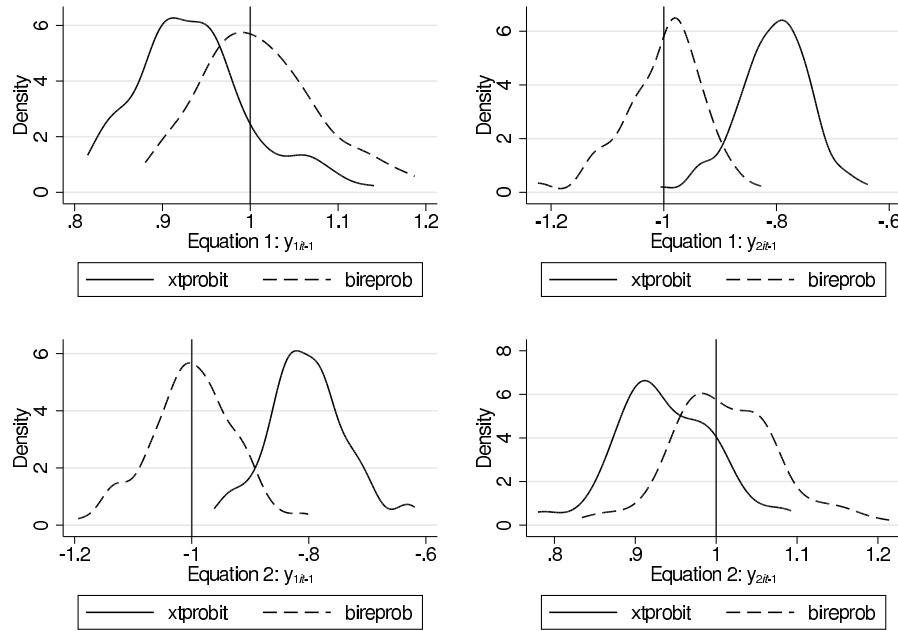 Density
6
4
2
0
.8 .9 1 1.1 1.2
Equation 1: y1it-1
xtprobit bireprob
Density
6
4
2
0
-1.2 -1 -.8 -.6
Equation 1: y2it-1
xtprobit bireprob
Density
6
4
2
0
-1.2 -1 -.8 -.6
Equation 2: y1it-1
xtprobit bireprob
Density
8
6
4
2
0
.8 .9 1 1.1 1.2
Equation 2: y2it-1
xtprobit bireprob